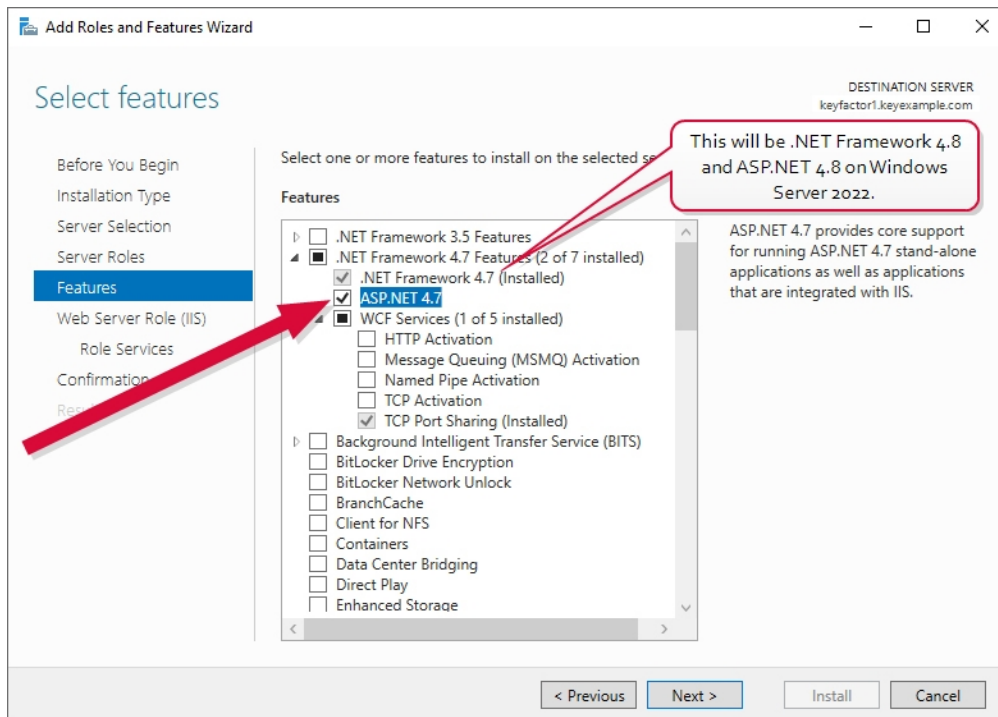 Add Roles and Features Wizard
Select features
DESTINATION SERVER
keyfactor1.keyexample.com
Before You Begin
Installation Type
Server Selection
Server Roles
Features
Web Server Role (IIS)
Role Services
Confirmation
Select one or more features to install on the selected
Features
.NET Framework 3.5 Features
.NET Framework 4.7 Features (2 of 7 installed)
.NET Framework 4.7 (Installed)
ASP.NET 4.7
WCF Services (1 of 5 installed)
HTTP Activation
Message Queuing (MSMQ) Activation
Named Pipe Activation
TCP Activation
TCP Port Sharing (Installed)
Background Intelligent Transfer Service (BITS)
BitLocker Drive Encryption
BitLocker Network Unlock
BranchCache
Client for NFS
Containers
Data Center Bridging
Direct Play
Enhanced Storage
This will be .NET Framework 4.8
and ASP.NET 4.8 on Windows
Server 2022.
ASP.NET 4.7 provides core support
for running ASP.NET 4.7 stand-alone
applications as well as applications
that are integrated with IIS.
< Previous
Next >
Install
Cancel